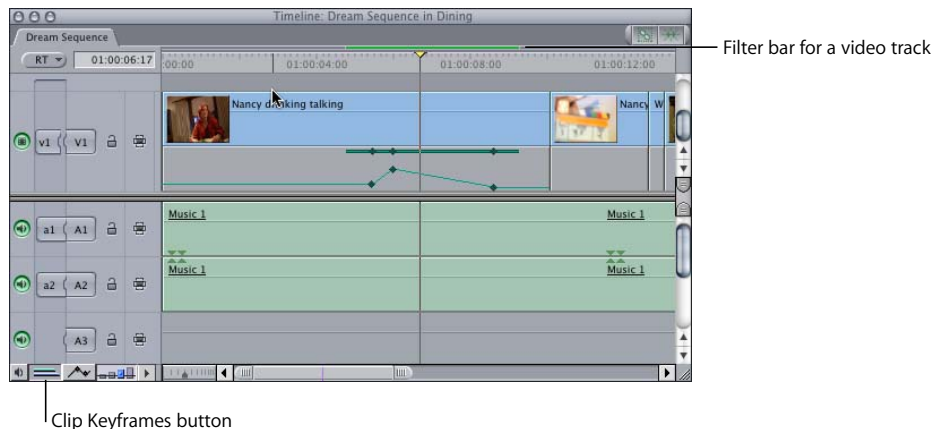 Timeline: Dream Sequence in Dining
Dream Sequence
Filter bar for a video track
RT 01:00:06:17 00:00 01:00:04:00 01:00:08:00 01:00:12:00
Nancy drinking talking Nancy W
v1 V1
Music 1 Music 1
a1 A1
Music 1 Music 1
a2 A2
A3
Clip Keyframes button